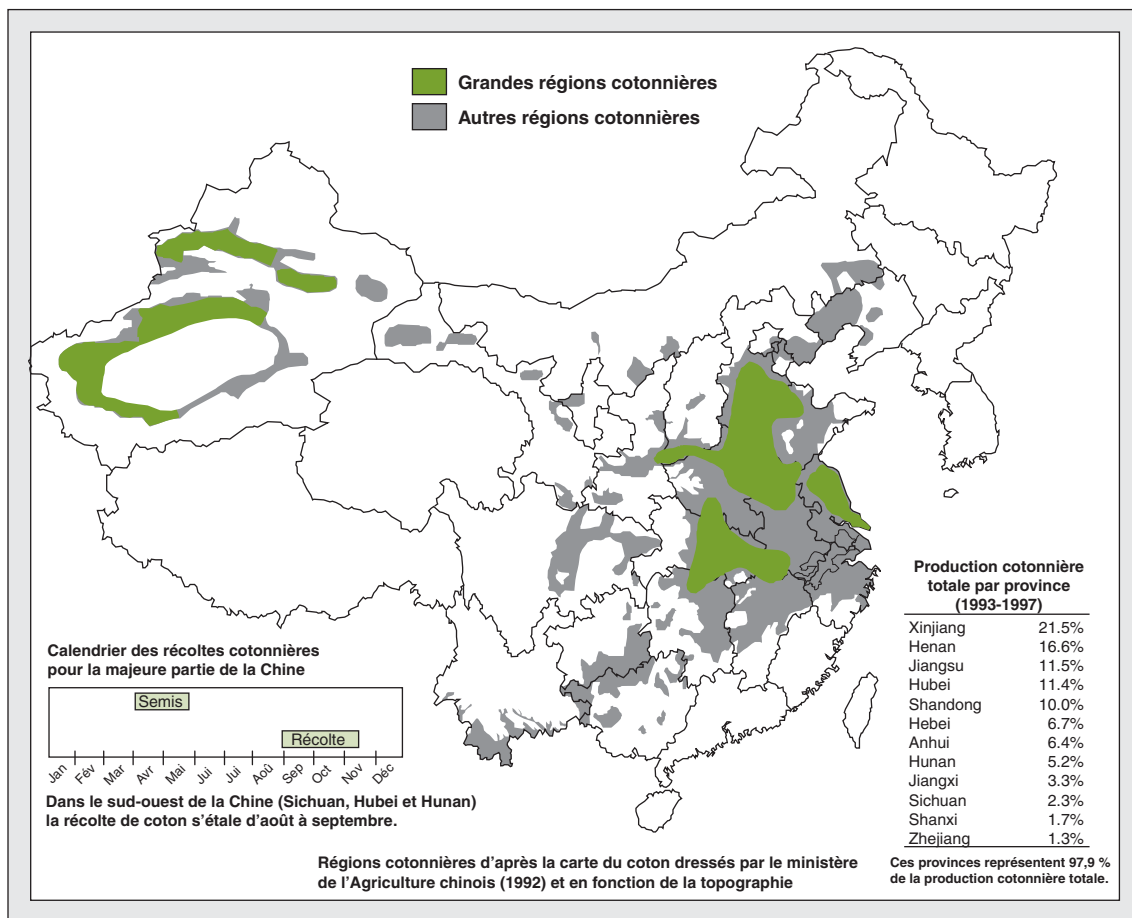 Grandes régions cotonnières
Autres régions cotonnières
Production cotonnière
totale par province
(1993-1997)
Xinjiang 21.5%
Henan 16.6%
Jiangsu 11.5%
Hubei 11.4%
Shandong 10.0%
Hebei 6.7%
Anhui 6.4%
Hunan 5.2%
Jiangxi 3.3%
Sichuan 2.3%
Shanxi 1.7%
Zhejiang 1.3%
Ces provinces représentent 97,9 %
de la production cotonnière totale.
Calendrier des récoltes cotonnières
pour la majeure partie de la Chine
Semis
Récolte
Jan Fév Mar Avr Mai Jui Jul Aoû Sep Oct Nov Déc
Dans le sud-ouest de la Chine (Sichuan, Hubei et Hunan)
la récolte de coton s'étale d'août à septembre.
Régions cotonnières d'après la carte du coton dressés par le ministère
de l'Agriculture chinois (1992) et en fonction de la topographie